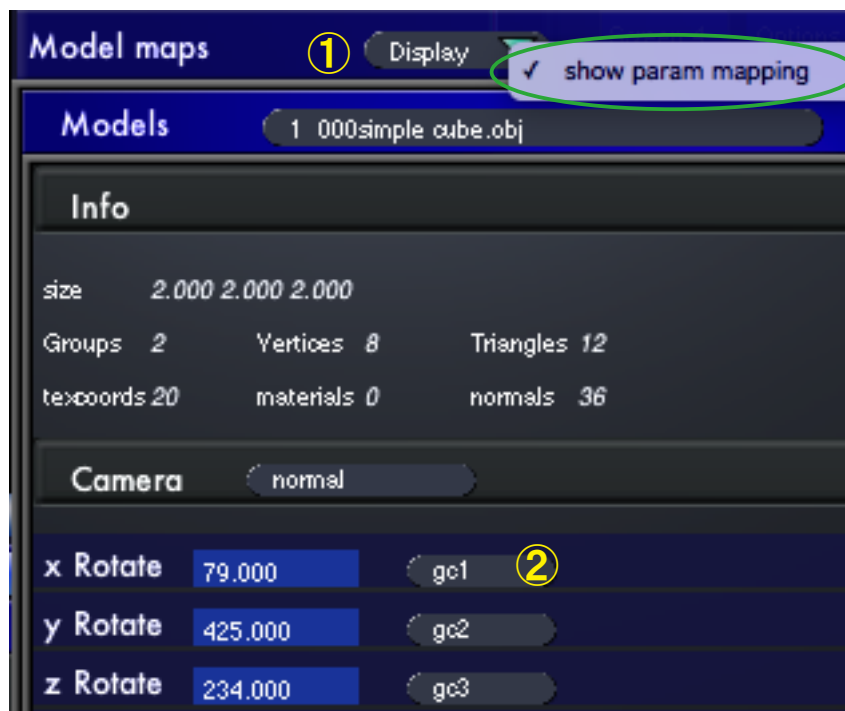 Model maps ① Display ✓ show param mapping
Models 1 000simple cube.obj
Info
size 2.000 2.000 2.000
Groups 2 Vertices 8 Triangles 12
texcoords 20 materials 0 normals 36
Camera normal
x Rotate 79.000 gc1 ②
y Rotate 425.000 gc2
z Rotate 234.000 gc3